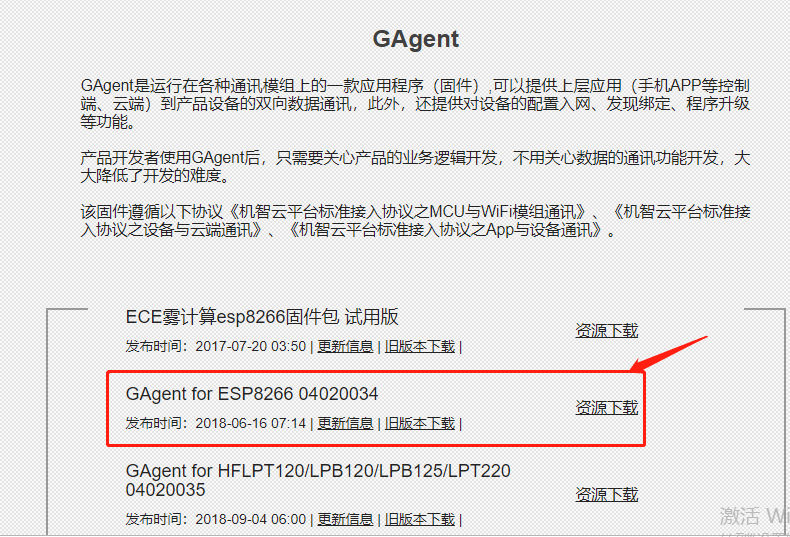 GAgent
GAgent是运行在各种通讯模组上的一款应用程序（固件）,可以提供上层应用（手机APP等控制
端、云端）到产品设备的双向数据通讯，此外，还提供对设备的配置入网、发现绑定、程序升级
等功能。
产品开发者使用GAgent后，只需要关心产品的业务逻辑开发，不用关心数据的通讯功能开发，大
大降低了开发的难度。
该固件遵循以下协议《机智云平台标准接入协议之MCU与WiFi模组通讯》、《机智云平台标准接
入协议之设备与云端通讯》、《机智云平台标准接入协议之App与设备通讯》。
ECE雾计算esp8266固件包 试用版
资源下载
发布时间：2017-07-20 03:50 | 更新信息 | 旧版本下载 |
GAgent for ESP8266 04020034
资源下载
发布时间：2018-06-16 07:14 | 更新信息 | 旧版本下载 |
GAgent for HFLPT120/LPB120/LPB125/LPT220
04020035
资源下载
发布时间：2018-09-04 06:00 | 更新信息 | 旧版本下载 |
激活 Wi